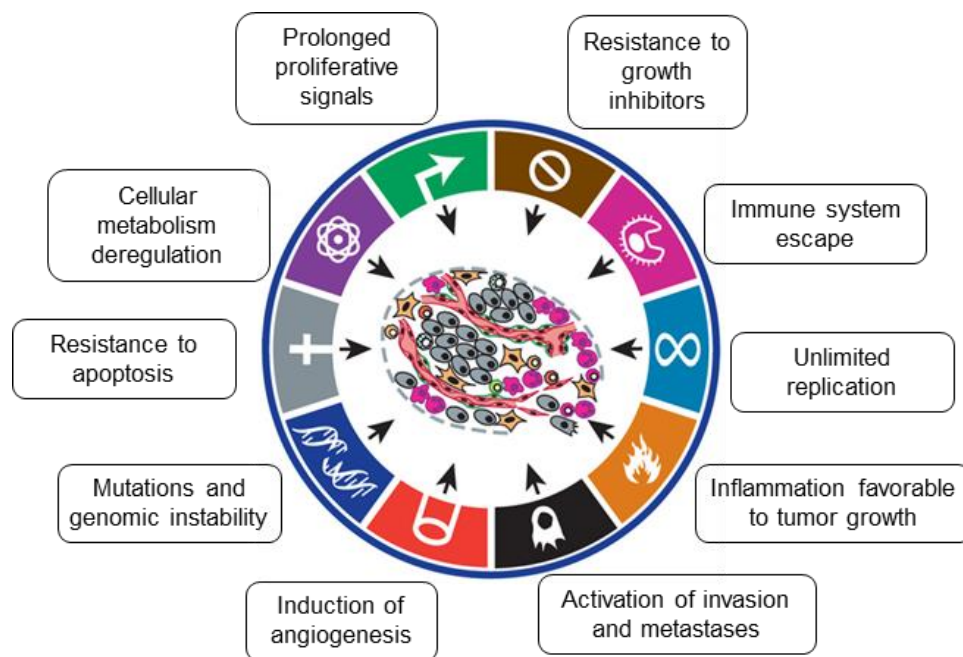 Prolonged
proliferative
signals
Resistance to
growth
inhibitors
Cellular
metabolism
deregulation
Immune system
escape
Resistance to
apoptosis
Unlimited
replication
Mutations and
genomic instability
Inflammation favorable
to tumor growth
Induction of
angiogenesis
Activation of invasion
and metastases